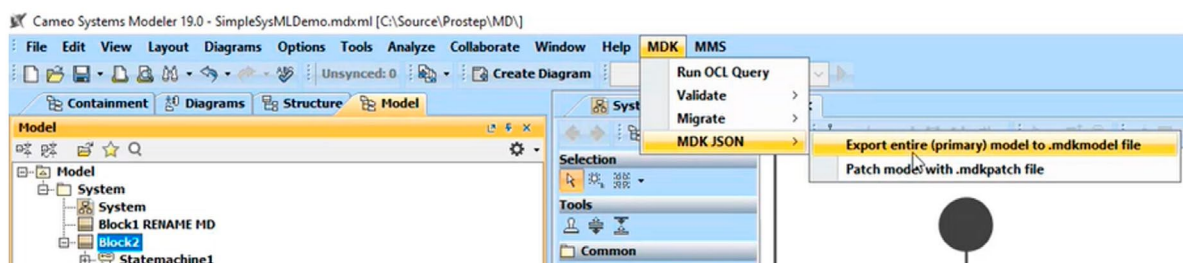 Cameo Systems Modeler 19.0 - SimpleSysMLDemo.mdxml [C:\Source\Prostep\MD\]
File Edit View Layout Diagrams Options Tools Analyze Collaborate Window Help MDK MMS
Unsynced: 0 Create Diagram
Run OCL Query
Validate
Migrate
MDK JSON
Export entire (primary) model to .mdkmodel file
Patch model with .mdkpatch file
Containment Diagrams Structure Model
Syst
Model
Selection
Tools
Common
Model
System
System
Block1 RENAME MD
Block2
Statemachine1